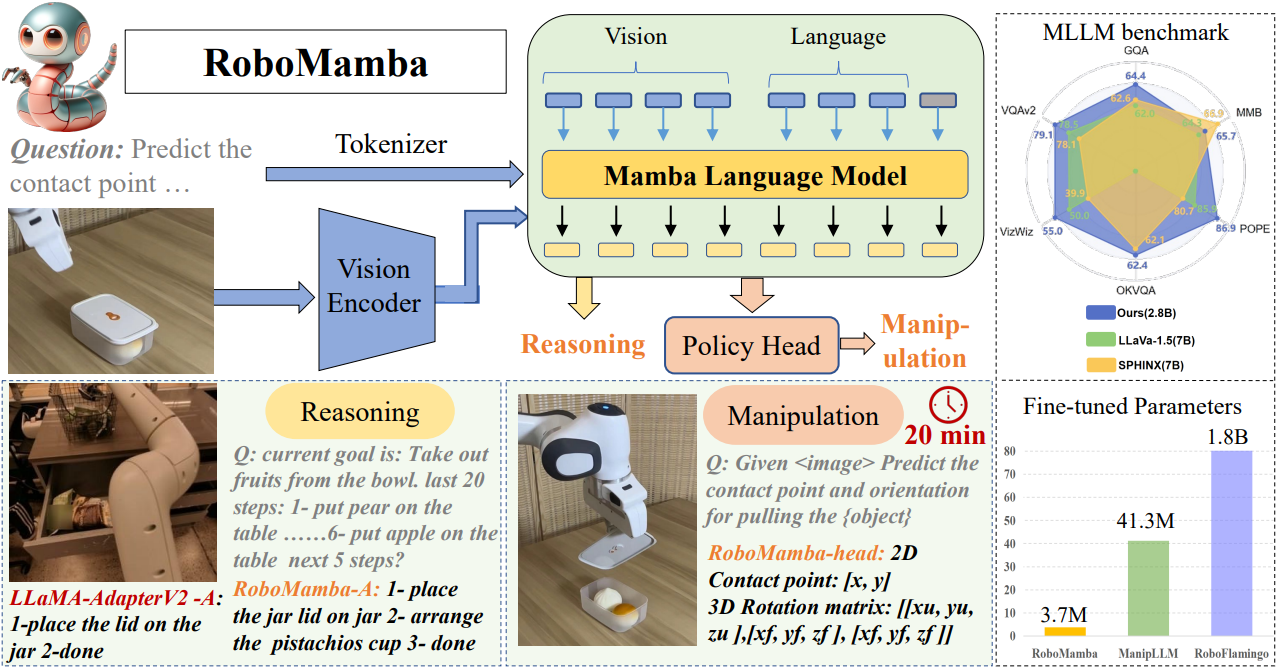 RoboMamba
Question: Predict the
contact point …
Tokenizer
Vision
Encoder
Vision
Language
Mamba Language Model
Reasoning
Policy Head
Manip-
ulation
MLLM benchmark
GQA
64.4
62.6
62.0
VQAv2
79.1
78.5
78.1
MMB
66.9
65.7
64.3
VizWiz
55.0
50.0
39.9
POPE
86.9
85.9
80.7
OKVQA
62.4
62.1
Ours(2.8B)
LLaVa-1.5(7B)
SPHINX(7B)
Reasoning
Q: current goal is: Take out
fruits from the bowl. last 20
steps: 1- put pear on the
table ……6- put apple on the
table next 5 steps?
RoboMamba-A: 1- place
the jar lid on jar 2- arrange
the pistachios cup 3- done
LLaMA-AdapterV2 -A:
1-place the lid on the
jar 2-done
Manipulation
20 min
Q: Given <image> Predict the
contact point and orientation
for pulling the {object}
RoboMamba-head: 2D
Contact point: [x, y]
3D Rotation matrix: [[xu, yu,
zu ],[xf, yf, zf ], [xf, yf, zf ]]
Fine-tuned Parameters
1.8B
80
70
60
50
41.3M
40
30
20
10
3.7M
0
RoboMamba
ManipLLM
RoboFlamingo